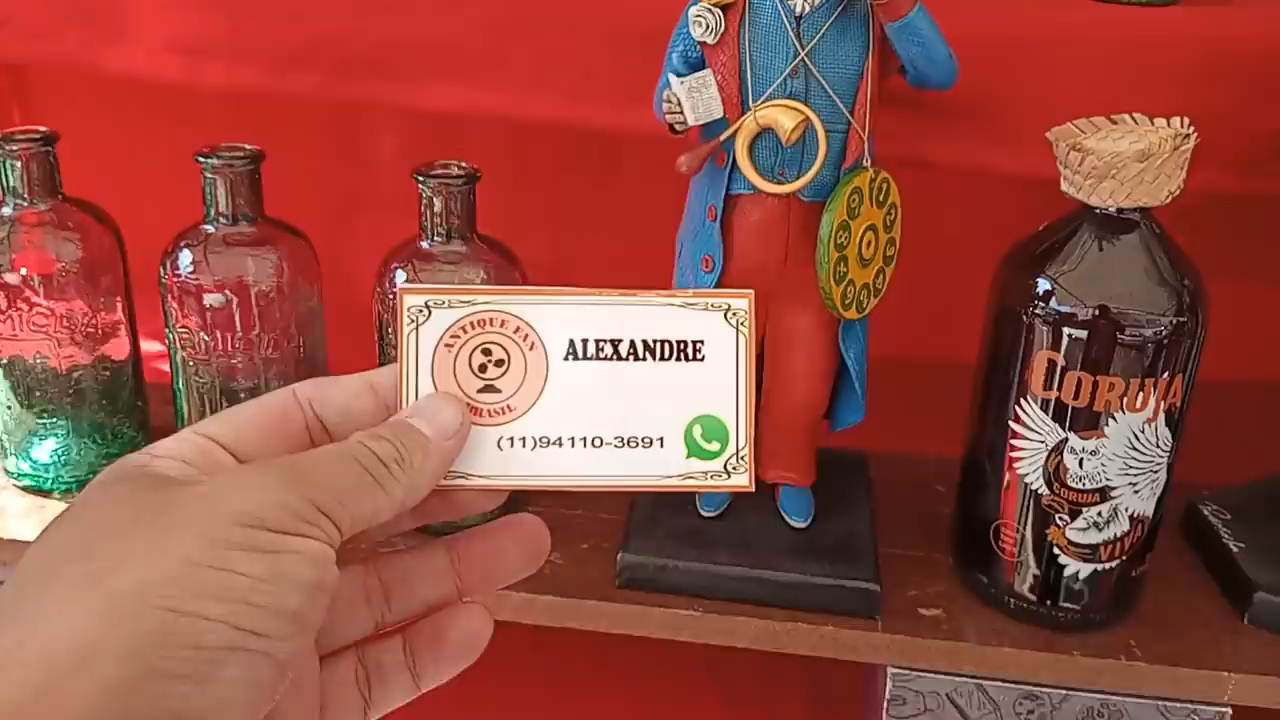 ANTIQUE FAN
BRASIL
ALEXANDRE
(11)94110-3691
CORUJA
CORUJA
VIVA